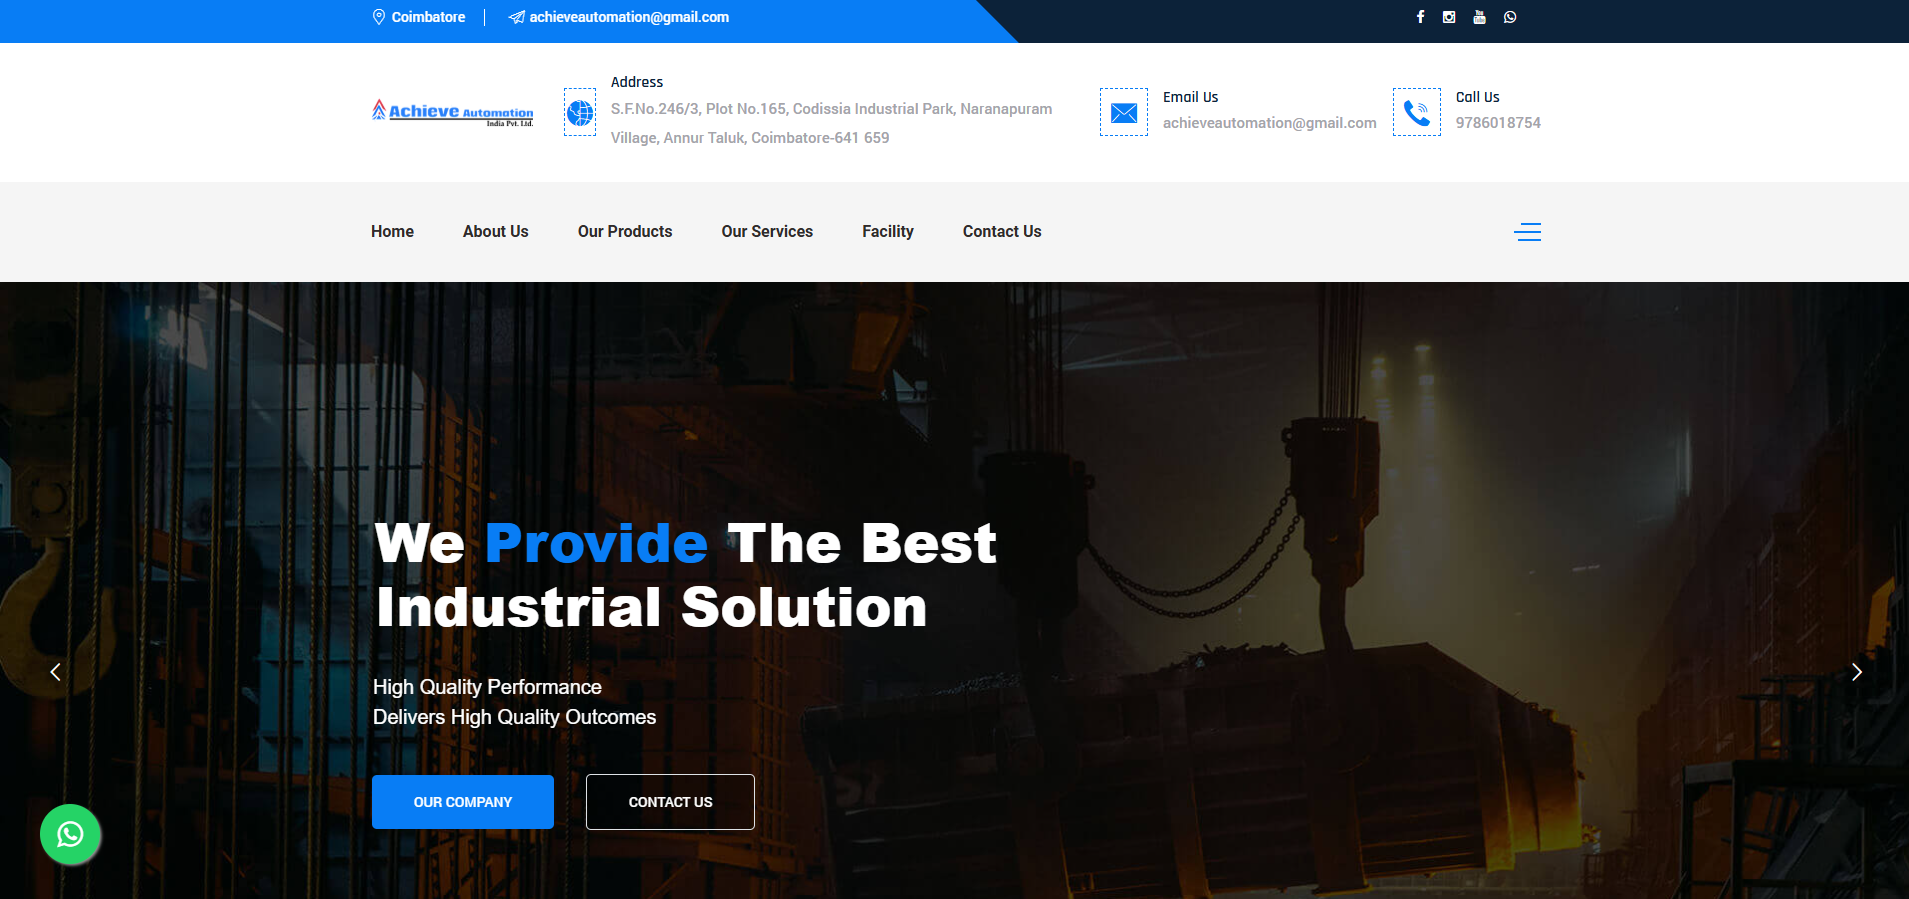 Coimbatore
achieveautomation@gmail.com
Achieve Automation
India Pvt. Ltd.
Address
S.F.No.246/3, Plot No.165, Codissia Industrial Park, Naranapuram
Village, Annur Taluk, Coimbatore-641 659
Email Us
achieveautomation@gmail.com
Call Us
9786018754
Home About Us Our Products Our Services Facility Contact Us
We Provide The Best
Industrial Solution
High Quality Performance
Delivers High Quality Outcomes
OUR COMPANY CONTACT US